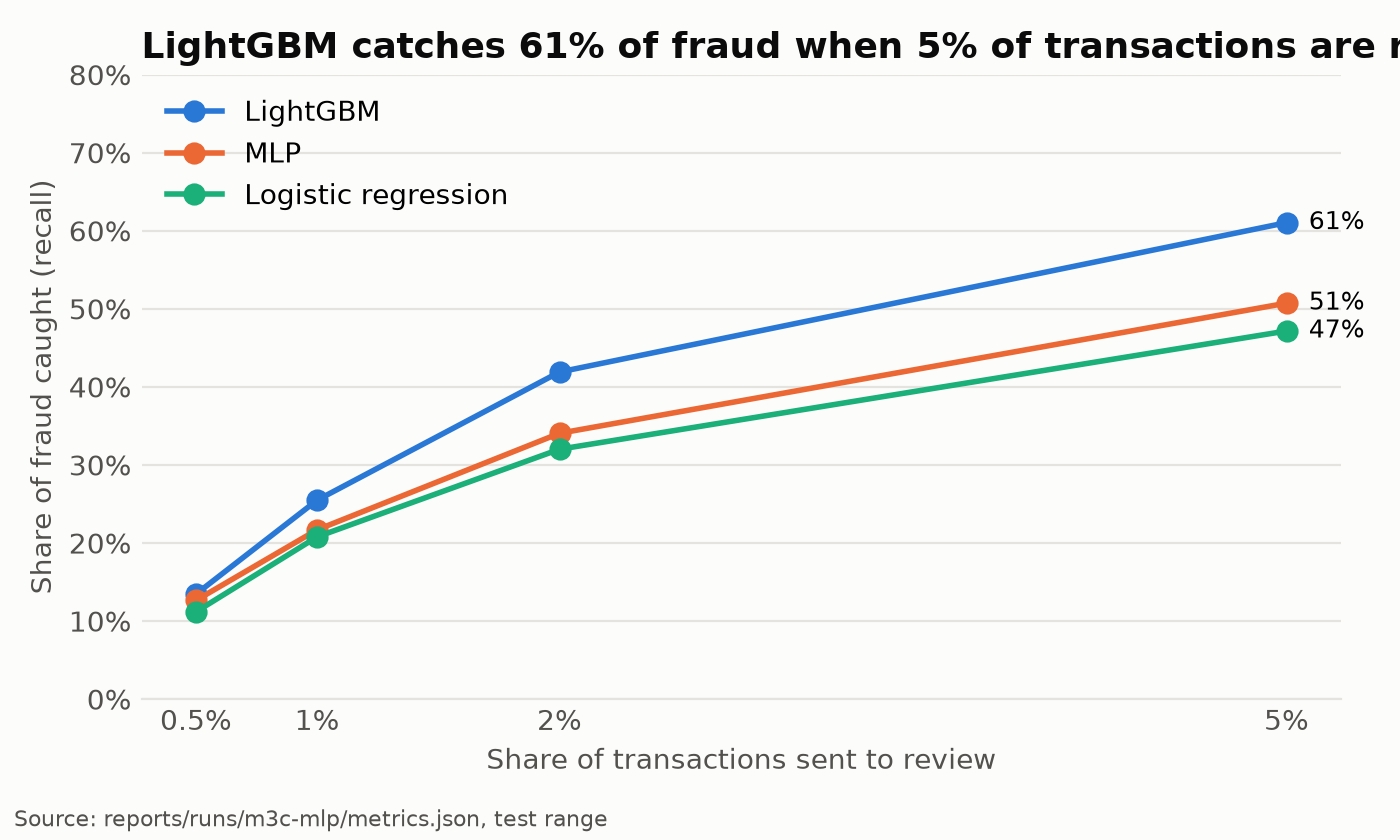 LightGBM catches 61% of fraud when 5% of transactions are
80%
70%
60%
50%
40%
30%
20%
10%
0%
Share of fraud caught (recall)
LightGBM
MLP
Logistic regression
61%
51%
47%
0.5% 1% 2% 5%
Share of transactions sent to review
Source: reports/runs/m3c-mlp/metrics.json, test range